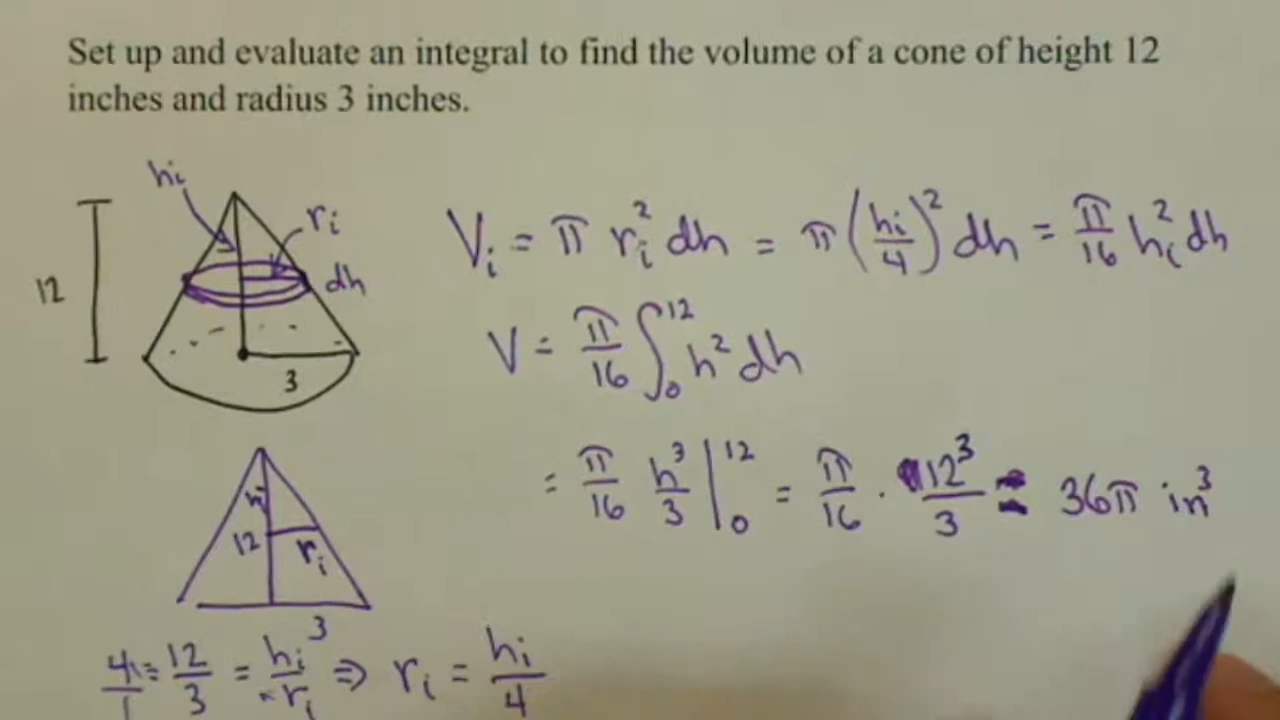 Set up and evaluate an integral to find the volume of a cone of height 12
inches and radius 3 inches.
hᵢ
rᵢ
12
dh
3
Vᵢ = π rᵢ² dh = π (hᵢ/4)² dh = π/16 hᵢ² dh
V = π/16 ∫₀¹² h² dh
= π/16 h³/3 |₀¹² = π/16 · 12³/3 = 36π in³
hᵢ
12
rᵢ
3
4/1 = 12/3 = hᵢ/rᵢ ⇒ rᵢ = hᵢ/4